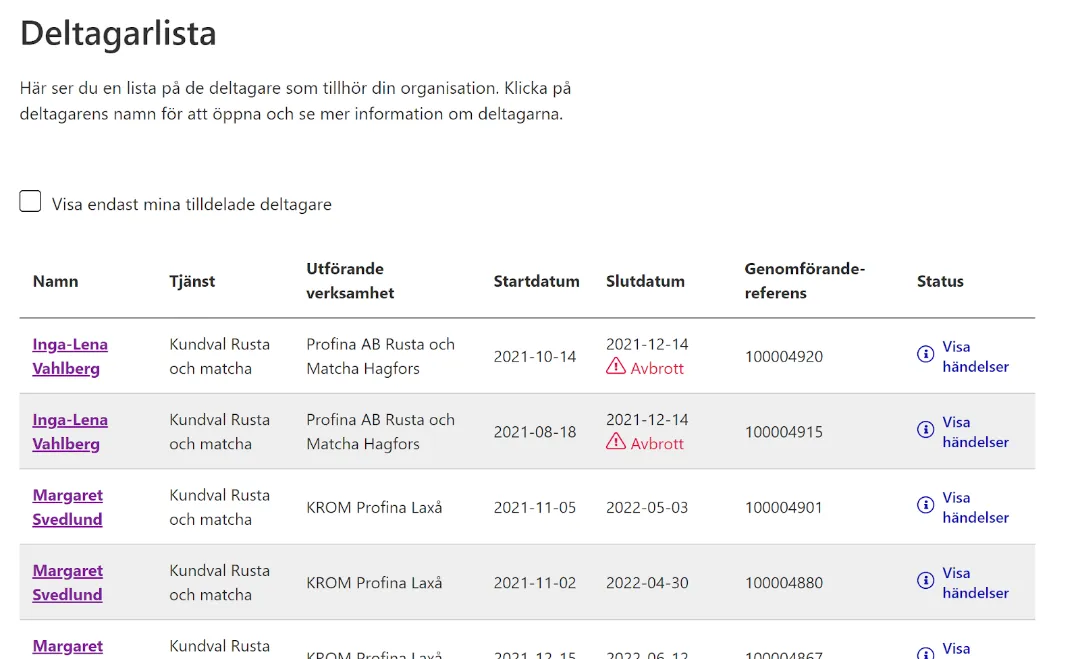 Deltagarlista
Här ser du en lista på de deltagare som tillhör din organisation. Klicka på
deltagarens namn för att öppna och se mer information om deltagarna.
Visa endast mina tilldelade deltagare
Namn Tjänst Utförande verksamhet Startdatum Slutdatum Genomförande-referens Status
Inga-Lena Kundval Rusta Profina AB Rusta och 2021-10-14 2021-12-14 100004920 Visa
Vahlberg och matcha Matcha Hagfors Avbrott händelser
Inga-Lena Kundval Rusta Profina AB Rusta och 2021-08-18 2021-12-14 100004915 Visa
Vahlberg och matcha Matcha Hagfors Avbrott händelser
Margaret Kundval Rusta KROM Profina Laxå 2021-11-05 2022-05-03 100004901 Visa
Svedlund och matcha händelser
Margaret Kundval Rusta KROM Profina Laxå 2021-11-02 2022-04-30 100004880 Visa
Svedlund och matcha händelser
Margaret Kundval Rusta KROM Profina Laxå 2021-12-15 2022-06-12 100004867 Visa